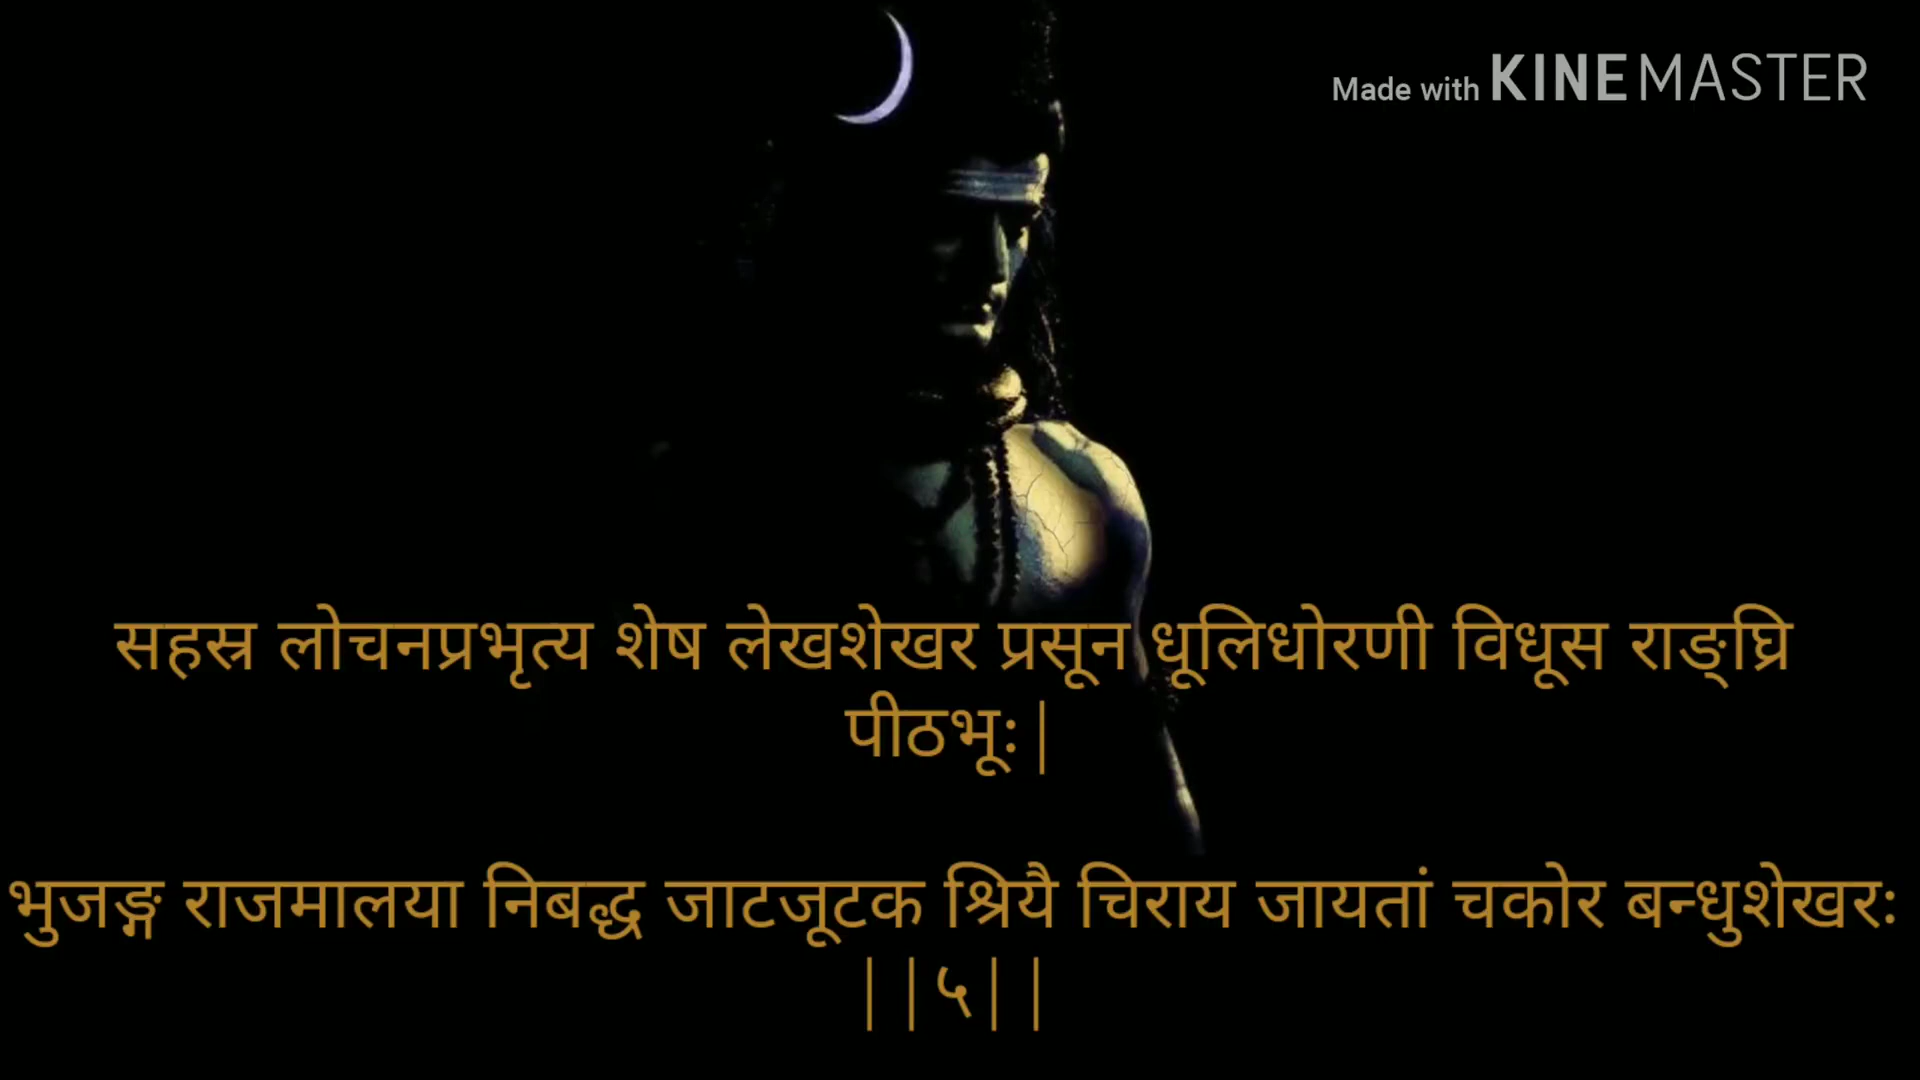 Made with KINEMASTER
सहस्र लोचनप्रभृत्य शेष लेखशेखर प्रसून धूलिधोरणी विधूस राङ्घ्रि
पीठभूः|
भुजङ्ग राजमालया निबद्ध जाटजूटक श्रियै चिराय जायतां चकोर बन्धुशेखरः
||५||